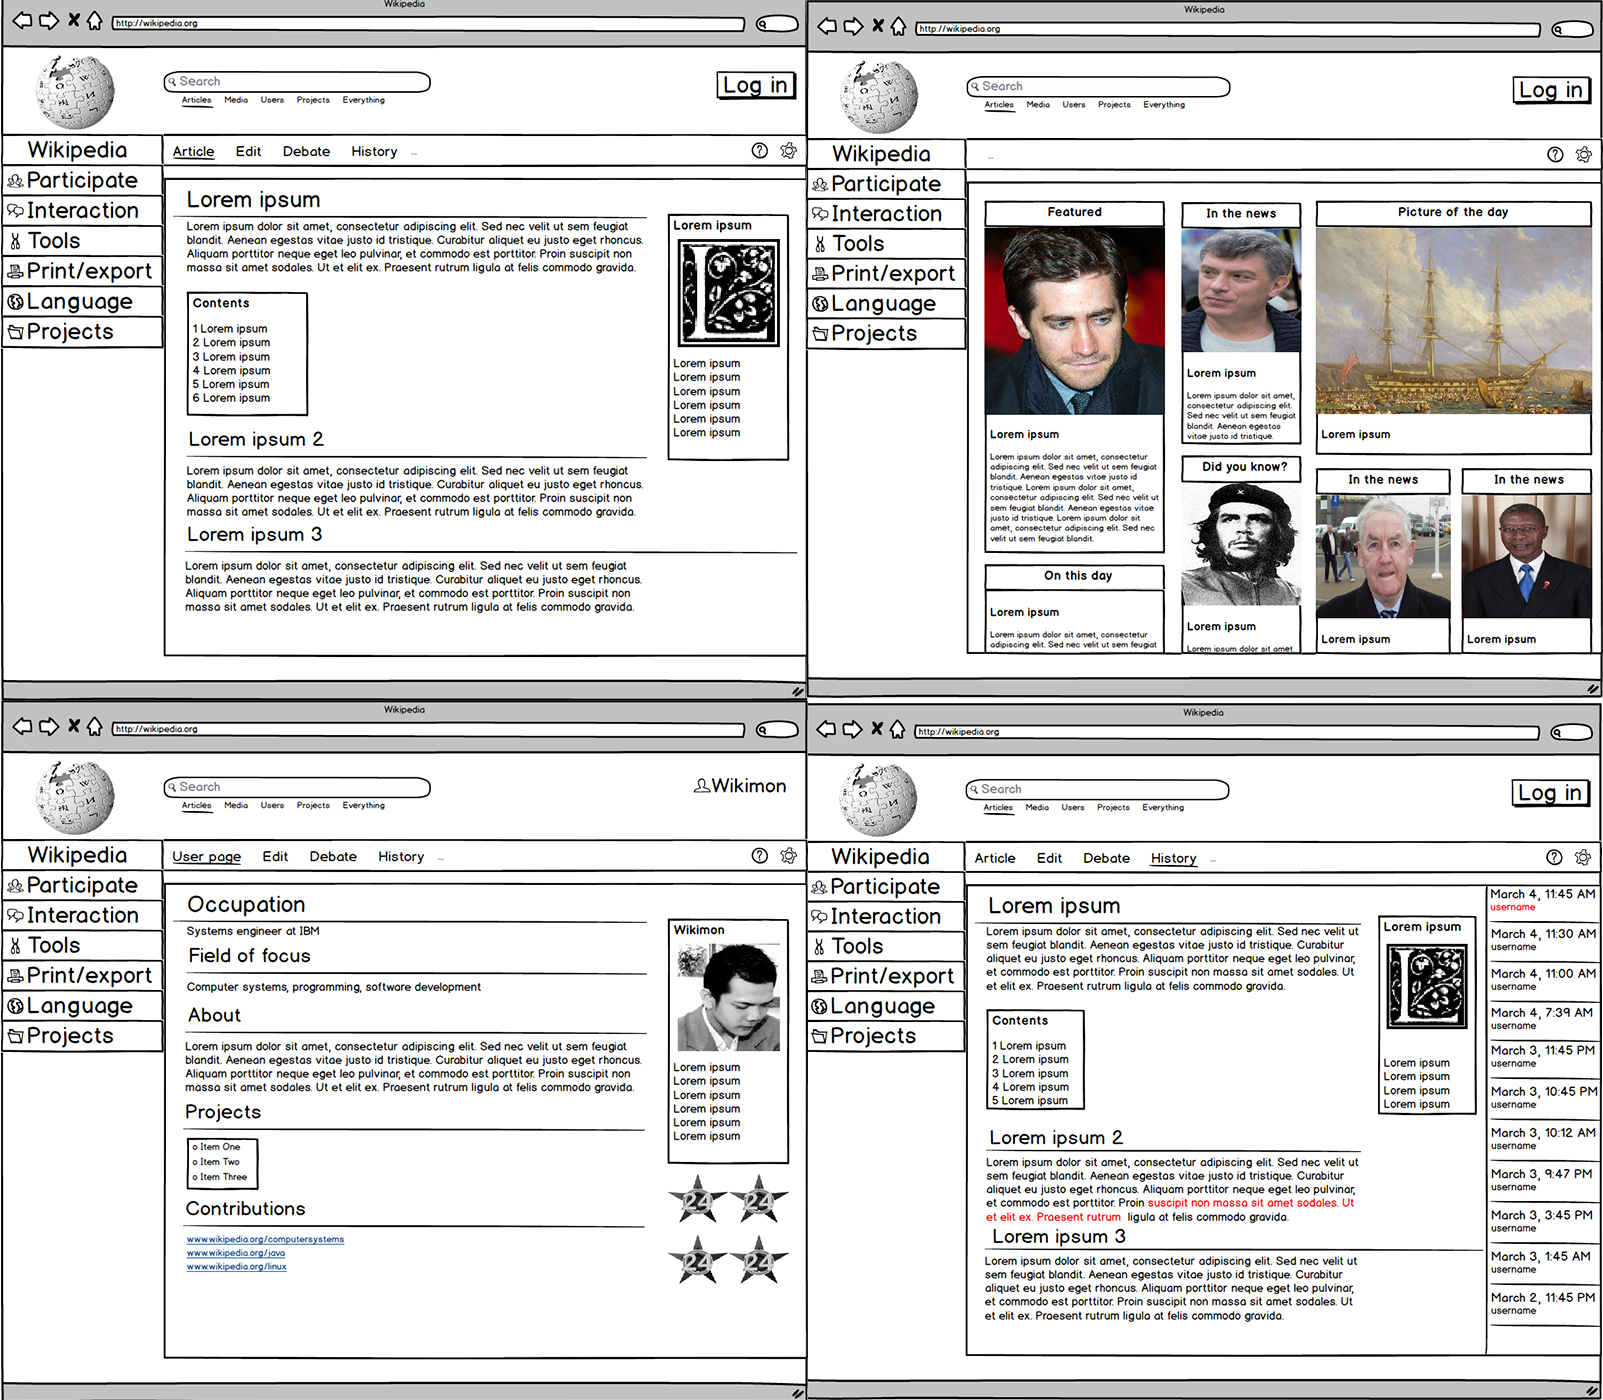 Wikipedia
http://wikipedia.org
Search
Articles Media Users Projects Everything
Log in
Wikipedia
Participate
Interaction
Tools
Print/export
Language
Projects
Article Edit Debate History ...
Lorem ipsum
Lorem ipsum dolor sit amet, consectetur adipiscing elit. Sed nec velit ut sem feugiat
blandit. Aenean egestas vitae justo id tristique. Curabitur aliquet eu justo eget rhoncus.
Aliquam porttitor neque eget leo pulvinar, et commodo est porttitor. Proin suscipit non
massa sit amet sodales. Ut et elit ex. Praesent rutrum ligula at felis commodo gravida.
Contents
1 Lorem ipsum
2 Lorem ipsum
3 Lorem ipsum
4 Lorem ipsum
5 Lorem ipsum
6 Lorem ipsum
Lorem ipsum 2
Lorem ipsum dolor sit amet, consectetur adipiscing elit. Sed nec velit ut sem feugiat
blandit. Aenean egestas vitae justo id tristique. Curabitur aliquet eu justo eget rhoncus.
Aliquam porttitor neque eget leo pulvinar, et commodo est porttitor. Proin suscipit non
massa sit amet sodales. Ut et elit ex. Praesent rutrum ligula at felis commodo gravida.
Lorem ipsum 3
Lorem ipsum dolor sit amet, consectetur adipiscing elit. Sed nec velit ut sem feugiat
blandit. Aenean egestas vitae justo id tristique. Curabitur aliquet eu justo eget rhoncus.
Aliquam porttitor neque eget leo pulvinar, et commodo est porttitor. Proin suscipit non
massa sit amet sodales. Ut et elit ex. Praesent rutrum ligula at felis commodo gravida.
Lorem ipsum
L
Lorem ipsum
Lorem ipsum
Lorem ipsum
Lorem ipsum
Lorem ipsum
Lorem ipsum
Wikipedia
http://wikipedia.org
Search
Articles Media Users Projects Everything
Log in
Wikipedia
Participate
Interaction
Tools
Print/export
Language
Projects
...
Featured
Lorem ipsum
Lorem ipsum dolor sit amet, consectetur
adipiscing elit. Sed nec velit ut sem feugiat
blandit. Aenean egestas vitae justo id
tristique. Lorem ipsum dolor sit amet,
consectetur adipiscing elit. Sed nec velit ut
sem feugiat blandit. Aenean egestas vitae
justo id tristique. Lorem ipsum dolor sit
amet, consectetur adipiscing elit. Sed nec
velit ut sem feugiat blandit.
On this day
Lorem ipsum
Lorem ipsum dolor sit amet, consectetur
adipiscing elit. Sed nec velit ut sem feugiat
In the news
Lorem ipsum
Lorem ipsum dolor sit amet,
consectetur adipiscing elit.
Sed nec velit ut sem feugiat
blandit. Aenean egestas
vitae justo id tristique.
Did you know?
Lorem ipsum
Lorem ipsum dolor sit amet,
Picture of the day
Lorem ipsum
In the news
Lorem ipsum
In the news
Lorem ipsum
Wikipedia
http://wikipedia.org
Search
Articles Media Users Projects Everything
Wikimon
Wikipedia
Participate
Interaction
Tools
Print/export
Language
Projects
User page Edit Debate History ...
Occupation
Systems engineer at IBM
Field of focus
Computer systems, programming, software development
About
Lorem ipsum dolor sit amet, consectetur adipiscing elit. Sed nec velit ut sem feugiat
blandit. Aenean egestas vitae justo id tristique. Curabitur aliquet eu justo eget rhoncus.
Aliquam porttitor neque eget leo pulvinar, et commodo est porttitor. Proin suscipit non
massa sit amet sodales. Ut et elit ex. Praesent rutrum ligula at felis commodo gravida.
Projects
o Item One
o Item Two
o Item Three
Contributions
www.wikipedia.org/computersystems
www.wikipedia.org/java
www.wikipedia.org/linux
Wikimon
Lorem ipsum
Lorem ipsum
Lorem ipsum
Lorem ipsum
Lorem ipsum
Lorem ipsum
24 24
24 24
Wikipedia
http://wikipedia.org
Search
Articles Media Users Projects Everything
Log in
Wikipedia
Participate
Interaction
Tools
Print/export
Language
Projects
Article Edit Debate History ...
Lorem ipsum
Lorem ipsum dolor sit amet, consectetur adipiscing elit. Sed nec velit ut
sem feugiat blandit. Aenean egestas vitae justo id tristique. Curabitur
aliquet eu justo eget rhoncus. Aliquam porttitor neque eget leo pulvinar,
et commodo est porttitor. Proin suscipit non massa sit amet sodales. Ut
et elit ex. Praesent rutrum ligula at felis commodo gravida.
Contents
1 Lorem ipsum
2 Lorem ipsum
3 Lorem ipsum
4 Lorem ipsum
5 Lorem ipsum
Lorem ipsum 2
Lorem ipsum dolor sit amet, consectetur adipiscing elit. Sed nec velit ut
sem feugiat blandit. Aenean egestas vitae justo id tristique. Curabitur
aliquet eu justo eget rhoncus. Aliquam porttitor neque eget leo pulvinar,
et commodo est porttitor. Proin suscipit non massa sit amet sodales. Ut
et elit ex. Praesent rutrum ligula at felis commodo gravida.
Lorem ipsum 3
Lorem ipsum dolor sit amet, consectetur adipiscing elit. Sed nec velit ut
sem feugiat blandit. Aenean egestas vitae justo id tristique. Curabitur
aliquet eu justo eget rhoncus. Aliquam porttitor neque eget leo pulvinar,
et commodo est porttitor. Proin suscipit non massa sit amet sodales. Ut
et elit ex. Praesent rutrum ligula at felis commodo gravida.
Lorem ipsum
L
Lorem ipsum
Lorem ipsum
Lorem ipsum
Lorem ipsum
March 4, 11:45 AM
username
March 4, 11:30 AM
username
March 4, 11:00 AM
username
March 4, 7:39 AM
username
March 3, 11:45 PM
username
March 3, 10:45 PM
username
March 3, 10:12 AM
username
March 3, 9:47 PM
username
March 3, 3:45 PM
username
March 3, 1:45 AM
username
March 2, 11:45 PM
username